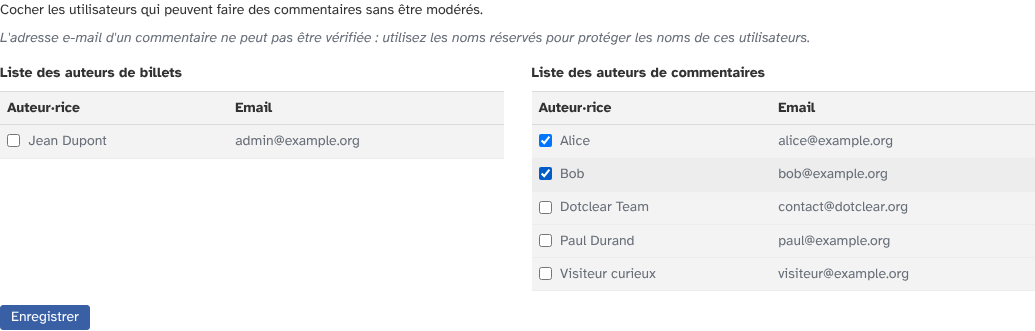 Cocher les utilisateurs qui peuvent faire des commentaires sans être modérés.
L'adresse e-mail d'un commentaire ne peut pas être vérifiée : utilisez les noms réservés pour protéger les noms de ces utilisateurs.
Liste des auteurs de billets
Auteur·rice Email
Jean Dupont admin@example.org
Liste des auteurs de commentaires
Auteur·rice Email
Alice alice@example.org
Bob bob@example.org
Dotclear Team contact@dotclear.org
Paul Durand paul@example.org
Visiteur curieux visiteur@example.org
Enregistrer